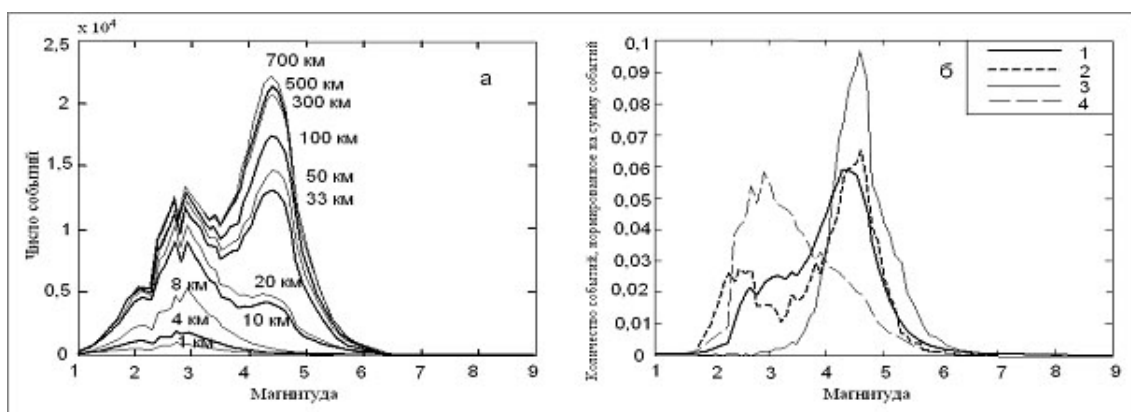 x 10⁴
2,5
2
1,5
1
0,5
0
1 2 3 4 5 6 7 8 9
Число событий
Магнитуда
а
700 км
500 км
300 км
100 км
50 км
33 км
20 км
10 км
8 км
4 км
1 км
0,1
0,09
0,08
0,07
0,06
0,05
0,04
0,03
0,02
0,01
0
1 2 3 4 5 6 7 8 9
Количество событий, нормированное на сумму событий
Магнитуда
б
1
2
3
4